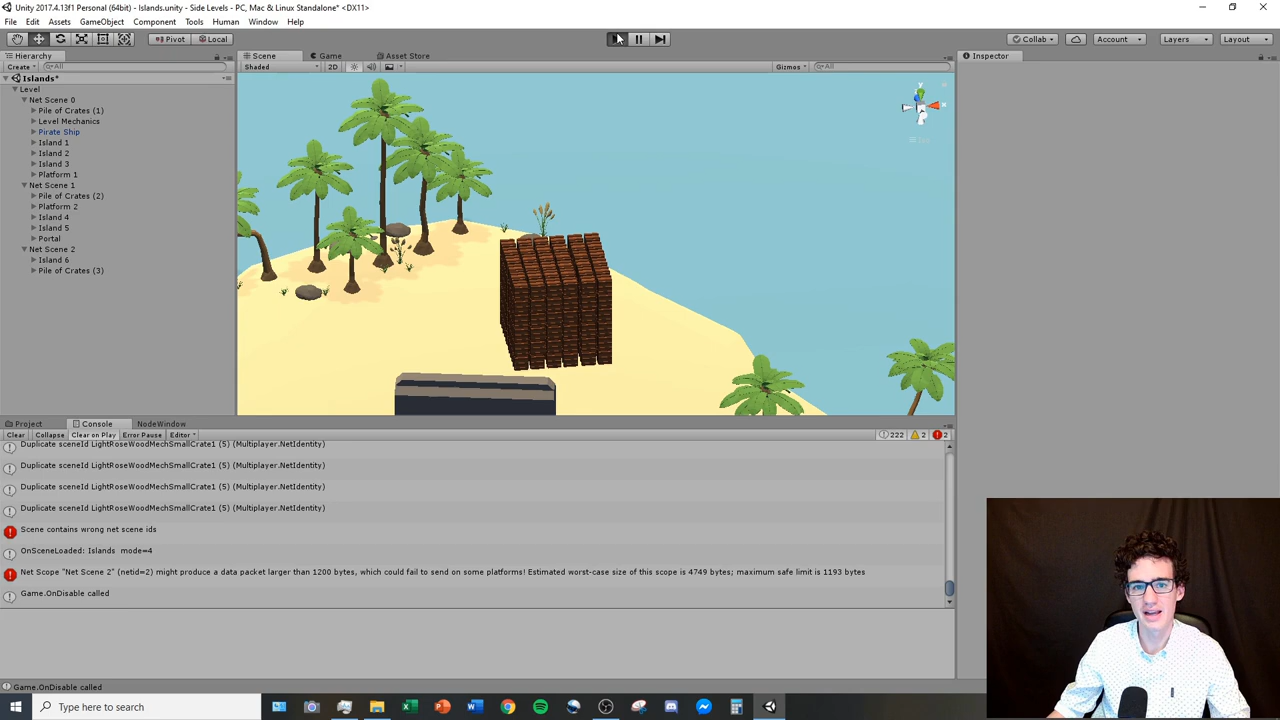 Unity 2017.4.13f1 Personal (64bit) - Islands.unity - Side Levels - PC, Mac & Linux Standalone* <DX11>
File Edit Assets GameObject Component Tools Human Window Help
Pivot Local Collab Account Layers Layout
Hierarchy Scene Game Asset Store Inspector
Create All Shaded 2D Gizmos All
Islands*
Level
Net Scene 0
Pile of Crates (1)
Level Mechanics
Pirate Ship
Island 1
Island 2
Island 3
Platform 1
Net Scene 1
Pile of Crates (2)
Platform 2
Island 4
Island 5
Portal
Net Scene 2
Island 6
Pile of Crates (3)
Project Console NodeWindow
Clear Collapse Clear on Play Error Pause Editor 222 2 2
Duplicate sceneId LightRoseWoodMechSmallCrate1 (5) (Multiplayer.NetIdentity)
Duplicate sceneId LightRoseWoodMechSmallCrate1 (5) (Multiplayer.NetIdentity)
Duplicate sceneId LightRoseWoodMechSmallCrate1 (5) (Multiplayer.NetIdentity)
Duplicate sceneId LightRoseWoodMechSmallCrate1 (5) (Multiplayer.NetIdentity)
Scene contains wrong net scene ids
OnSceneLoaded: Islands mode=4
Net Scope "Net Scene 2" (netid=2) might produce a data packet larger than 1200 bytes, which could fail to send on some platforms! Estimated worst-case size of this scope is 4749 bytes; maximum safe limit is 1193 bytes
Game.OnDisable called
Game.OnDisable called
Type here to search